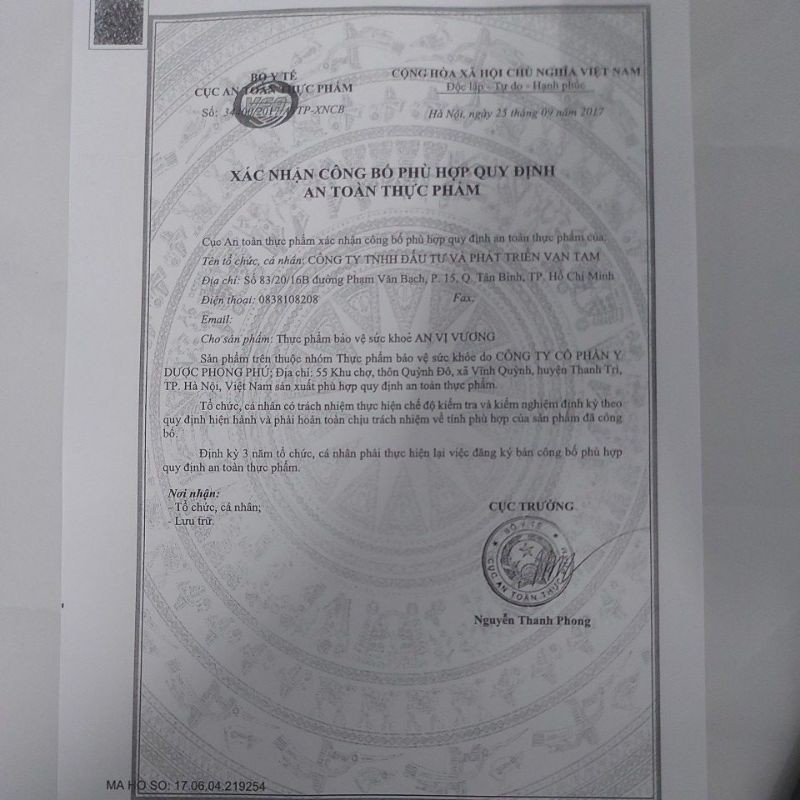 BỘ Y TẾ
CỤC AN TOÀN THỰC PHẨM
Số: /2017/ATTP-XNCB
CỘNG HÒA XÃ HỘI CHỦ NGHĨA VIỆT NAM
Độc lập - Tự do - Hạnh phúc
Hà Nội, ngày 25 tháng 09 năm 2017
XÁC NHẬN CÔNG BỐ PHÙ HỢP QUY ĐỊNH
AN TOÀN THỰC PHẨM
Cục An toàn thực phẩm xác nhận công bố phù hợp quy định an toàn thực phẩm của:
Tên tổ chức, cá nhân: CÔNG TY TNHH ĐẦU TƯ VÀ PHÁT TRIỂN VẠN TAM
Địa chỉ: Số 83/20/16B đường Phạm Văn Bạch, P. 15, Q. Tân Bình, TP. Hồ Chí Minh
Điện thoại: 0838108208 Fax:
Email:
Cho sản phẩm: Thực phẩm bảo vệ sức khoẻ AN VỊ VƯƠNG
Sản phẩm trên thuộc nhóm Thực phẩm bảo vệ sức khỏe do CÔNG TY CỔ PHẦN Y
DƯỢC PHONG PHÚ; Địa chỉ: 55 Khu chợ, thôn Quỳnh Đô, xã Vĩnh Quỳnh, huyện Thanh Trì,
TP. Hà Nội, Việt Nam sản xuất phù hợp quy định an toàn thực phẩm.
Tổ chức, cá nhân có trách nhiệm thực hiện chế độ kiểm tra và kiểm nghiệm định kỳ theo
quy định hiện hành và phải hoàn toàn chịu trách nhiệm về tính phù hợp của sản phẩm đã công
bố.
Định kỳ 3 năm tổ chức, cá nhân phải thực hiện lại việc đăng ký bản công bố phù hợp
quy định an toàn thực phẩm.
Nơi nhận:
- Tổ chức, cá nhân;
- Lưu trữ.
CỤC TRƯỞNG
BỘ Y TẾ
CỤC AN TOÀN THỰC
Nguyễn Thanh Phong
MA HO SO: 17.06.04.219254